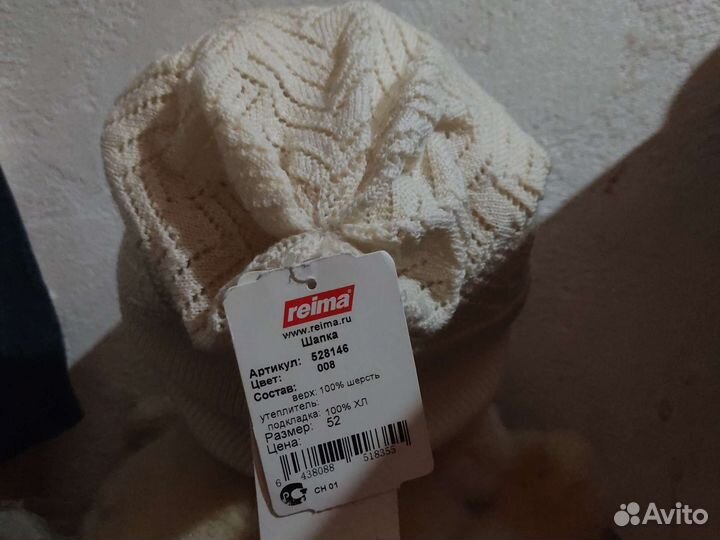 reima
www.reima.ru
Шапка
Артикул: 528146
Цвет: 008
Состав:
верх: 100% шерсть
утеплитель:
подкладка: 100% ХЛ
Размер: 52
Цена:
6 438088 518355
РС
CH 01
Avito